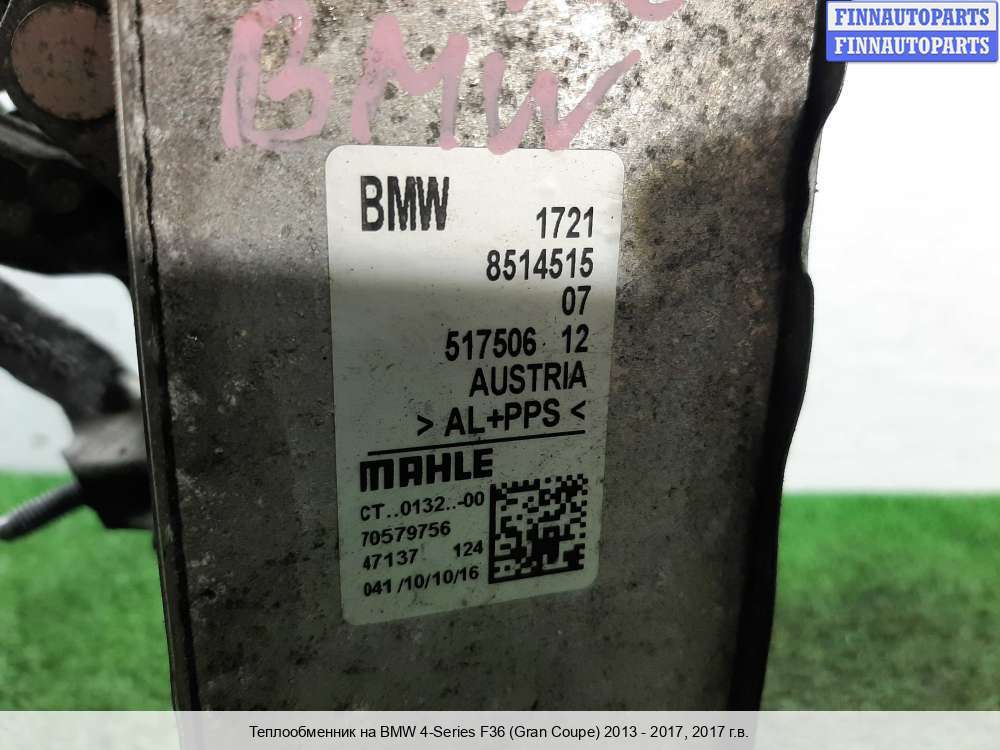 FINNAUTOPARTS
FINNAUTOPARTS
BMW
BMW
1721
8514515
07
517506 12
AUSTRIA
> AL+PPS <
MAHLE
CT..0132..-00
70579756
47137 124
041 /10/10/16
Теплообменник на BMW 4-Series F36 (Gran Coupe) 2013 - 2017, 2017 г.в.